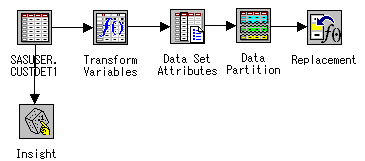 SASUSER. Transform Data Set Data Replacement
CUSTDET1 Variables Attributes Partition
Insight